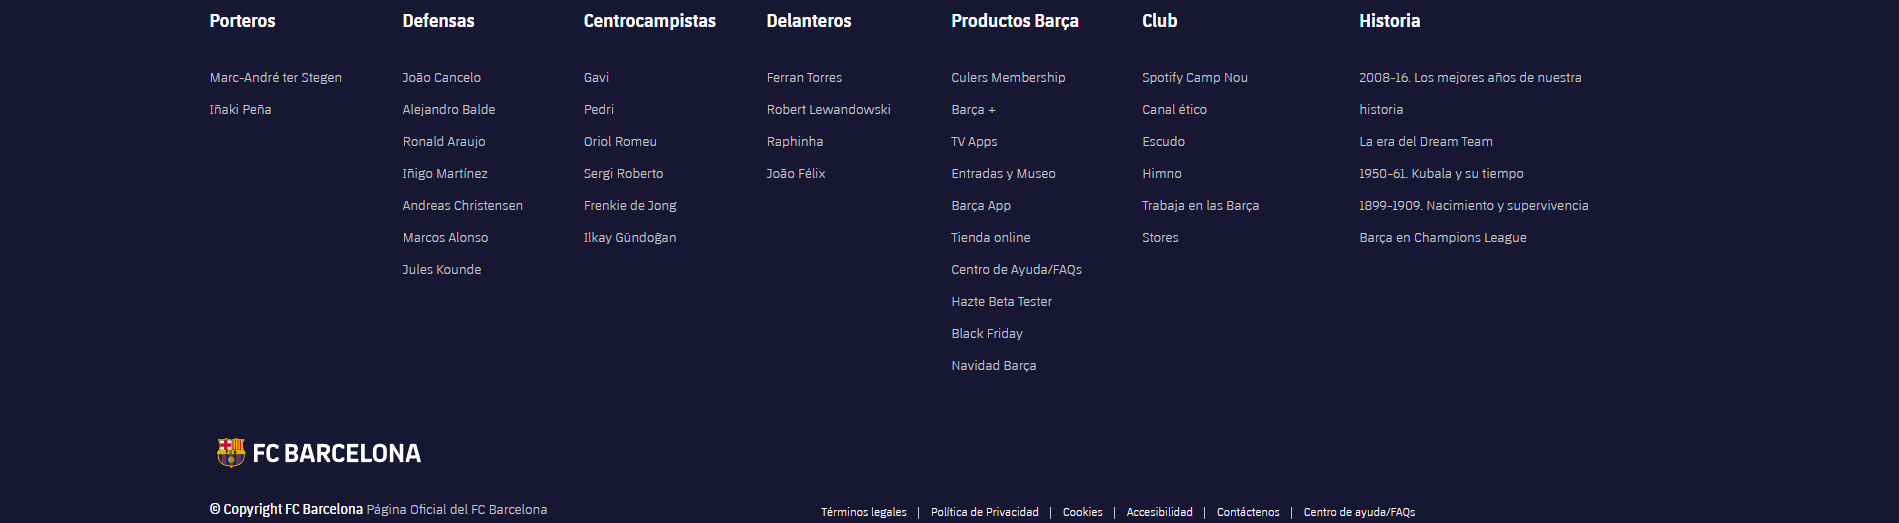 Porteros
Marc-André ter Stegen
Iñaki Peña
Defensas
João Cancelo
Alejandro Balde
Ronald Araujo
Iñigo Martínez
Andreas Christensen
Marcos Alonso
Jules Kounde
Centrocampistas
Gavi
Pedri
Oriol Romeu
Sergi Roberto
Frenkie de Jong
Ilkay Gündoğan
Delanteros
Ferran Torres
Robert Lewandowski
Raphinha
João Félix
Productos Barça
Culers Membership
Barça +
TV Apps
Entradas y Museo
Barça App
Tienda online
Centro de Ayuda/FAQs
Hazte Beta Tester
Black Friday
Navidad Barça
Club
Spotify Camp Nou
Canal ético
Escudo
Himno
Trabaja en las Barça
Stores
Historia
2008-16. Los mejores años de nuestra
historia
La era del Dream Team
1950-61. Kubala y su tiempo
1899-1909. Nacimiento y supervivencia
Barça en Champions League
FC BARCELONA
© Copyright FC Barcelona Página Oficial del FC Barcelona
Términos legales | Política de Privacidad | Cookies | Accesibilidad | Contáctenos | Centro de ayuda/FAQs